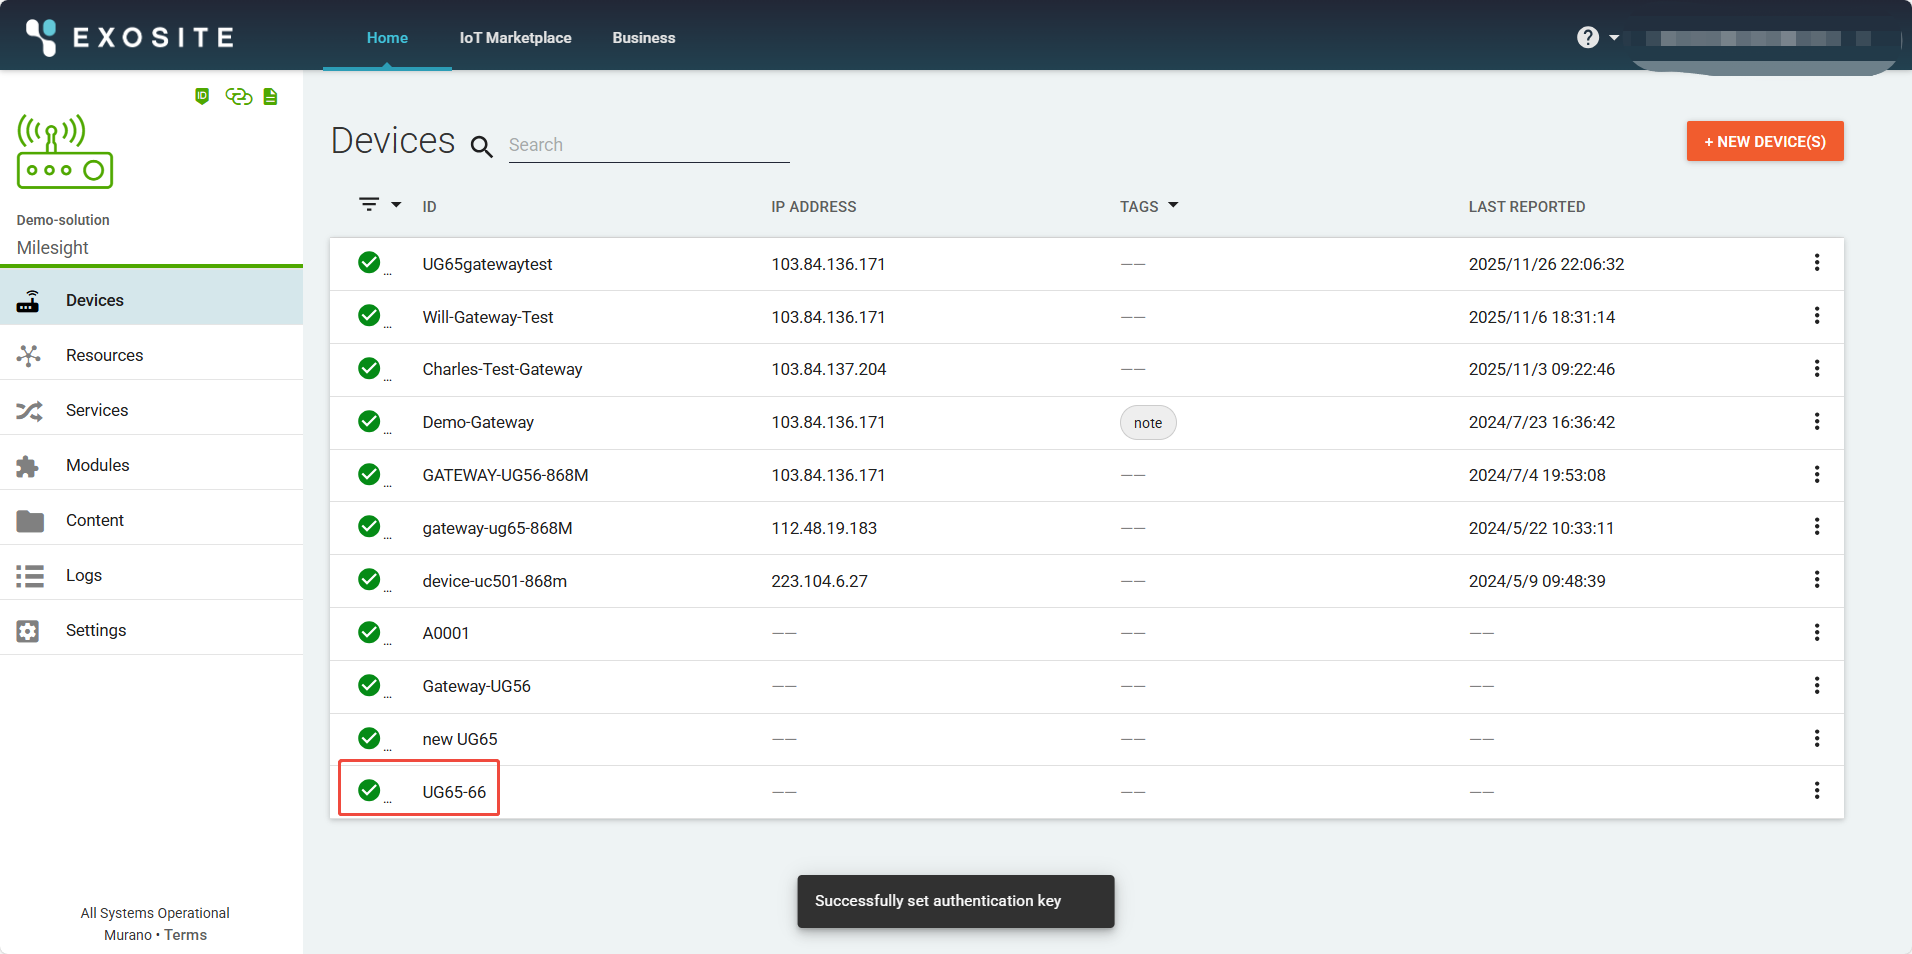 EXOSITE
Home
IoT Marketplace
Business
?
ID
Demo-solution
Milesight
Devices
Resources
Services
Modules
Content
Logs
Settings
All Systems Operational
Murano • Terms
Devices
Search
+ NEW DEVICE(S)
ID IP ADDRESS TAGS LAST REPORTED
... UG65gatewaytest 103.84.136.171 —— 2025/11/26 22:06:32
... Will-Gateway-Test 103.84.136.171 —— 2025/11/6 18:31:14
... Charles-Test-Gateway 103.84.137.204 —— 2025/11/3 09:22:46
... Demo-Gateway 103.84.136.171 note 2024/7/23 16:36:42
... GATEWAY-UG56-868M 103.84.136.171 —— 2024/7/4 19:53:08
... gateway-ug65-868M 112.48.19.183 —— 2024/5/22 10:33:11
... device-uc501-868m 223.104.6.27 —— 2024/5/9 09:48:39
... A0001 —— —— ——
... Gateway-UG56 —— —— ——
... new UG65 —— —— ——
... UG65-66 —— —— ——
Successfully set authentication key